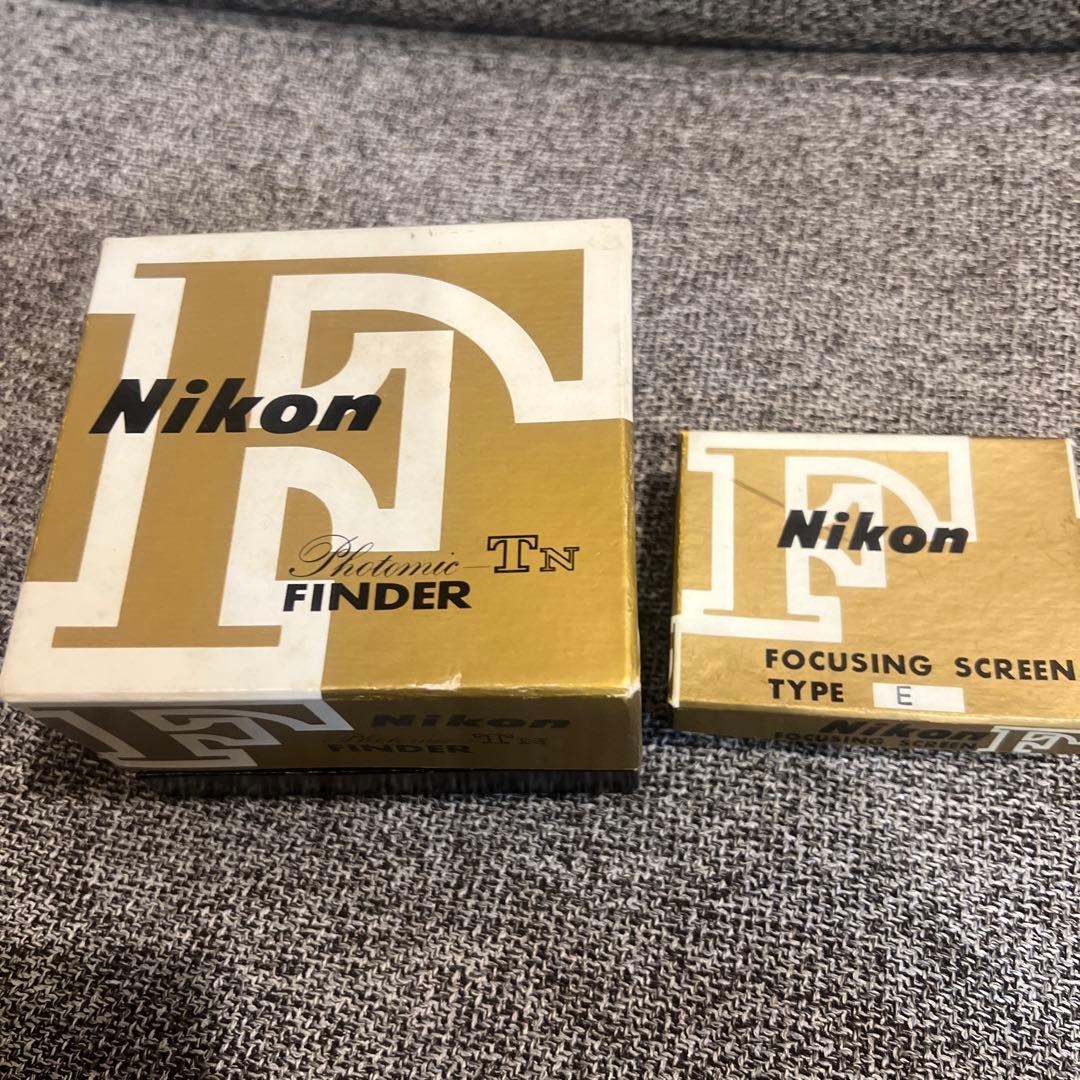 Nikon
Photomic TN
FINDER
Nikon
Photomic TN
FINDER
Nikon
FOCUSING SCREEN
TYPE E
Nikon
FOCUSING SCREEN